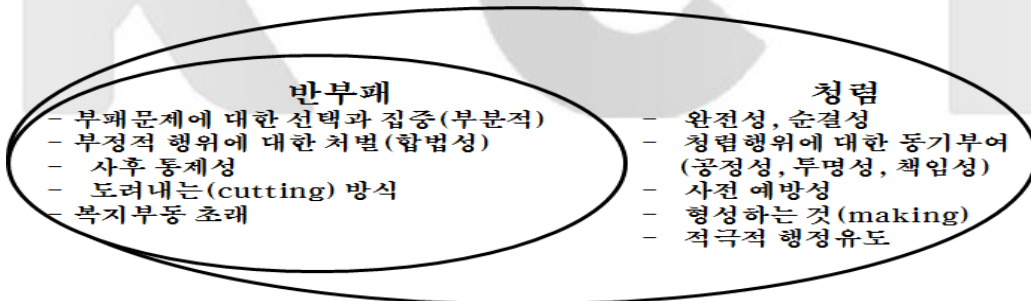 반부패
- 부패문제에 대한 선택과 집중(부분적)
- 부정적 행위에 대한 처벌(합법성)
- 사후 통제성
- 도려내는(cutting) 방식
- 복지부동 초래
청렴
- 완전성, 순결성
- 청렴행위에 대한 동기부여
(공정성, 투명성, 책임성)
- 사전 예방성
- 형성하는 것(making)
- 적극적 행정유도